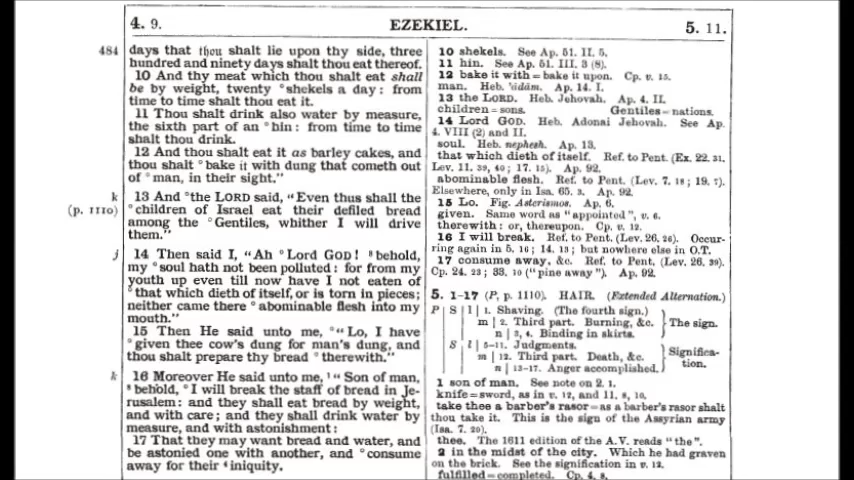 4. 9.
EZEKIEL.
5. 11.
484
days that thou shalt lie upon thy side, three
hundred and ninety days shalt thou eat thereof.
10 And thy meat which thou shalt eat shall
be by weight, twenty °shekels a day: from
time to time shalt thou eat it.
11 Thou shalt drink also water by measure,
the sixth part of an °hin: from time to time
shalt thou drink.
12 And thou shalt eat it as barley cakes, and
thou shalt °bake it with dung that cometh out
of °man, in their sight."
k
(p. 1110)
13 And °the LORD said, "Even thus shall the
°children of Israel eat their defiled bread
among the °Gentiles, whither I will drive
them."
j
14 Then said I, "Ah °Lord GOD! °behold,
my °soul hath not been polluted: for from my
youth up even till now have I not eaten of
°that which dieth of itself, or is torn in pieces;
neither came there °abominable flesh into my
mouth."
15 Then He said unto me, °"Lo, I have
°given thee cow's dung for man's dung, and
thou shalt prepare thy bread °therewith."
k
16 Moreover He said unto me, "Son of man,
behold, °I will break the staff of bread in Je-
rusalem: and they shall eat bread by weight,
and with care; and they shall drink water by
measure, and with astonishment:
17 That they may want bread and water, and
be astonied one with another, and °consume
away for their iniquity.
10 shekels. See Ap. 51. II. 5.
11 hin. See Ap. 51. III. 3 (8).
12 bake it with = bake it upon. Cp. v. 15.
man. Heb. 'ādām. Ap. 14. I.
13 the LORD. Heb. Jehovah. Ap. 4. II.
children = sons. Gentiles = nations.
14 Lord GOD. Heb. Adonai Jehovah. See Ap.
4. VIII (2) and II.
soul. Heb. nephesh. Ap. 13.
that which dieth of itself. Ref. to Pent. (Ex. 22. 31.
Lev. 11. 39, 40; 17. 15). Ap. 92.
abominable flesh. Ref. to Pent. (Lev. 7. 18; 19. 7).
Elsewhere, only in Isa. 65. 3. Ap. 92.
15 Lo. Fig. Asterismos. Ap. 6.
given. Same word as "appointed", v. 6.
therewith: or, thereupon. Cp. v. 12.
16 I will break. Ref. to Pent. (Lev. 26. 26). Occur-
ring again in 5. 16; 14. 13; but nowhere else in O.T.
17 consume away, &c. Ref. to Pent. (Lev. 26. 39).
Cp. 24. 23; 33. 10 ("pine away"). Ap. 92.
5. 1-17 (P, p. 1110). HAIR. (Extended Alternation.)
P | S | l | 1. Shaving. (The fourth sign.)
m | 2. Third part. Burning, &c.
n | 3, 4. Binding in skirts.
The sign.
S | l | 5-11. Judgments.
m | 12. Third part. Death, &c.
n | 13-17. Anger accomplished.
Significa-
tion.
1 son of man. See note on 2. 1.
knife = sword, as in v. 12, and 11. 8, 10.
take thee a barber's rasor = as a barber's rasor shalt
thou take it. This is the sign of the Assyrian army
(Isa. 7. 20).
thee. The 1611 edition of the A.V. reads "the".
2 in the midst of the city. Which he had graven
on the brick. See the signification in v. 12.
fulfilled = completed. Cp. 4. 8.